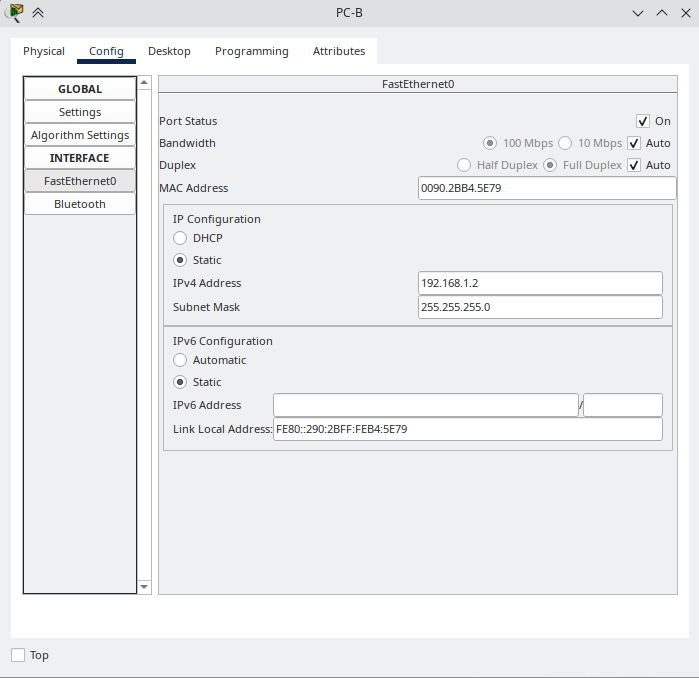 PC-B
Physical Config Desktop Programming Attributes
GLOBAL
Settings
Algorithm Settings
INTERFACE
FastEthernet0
Bluetooth
FastEthernet0
Port Status On
Bandwidth 100 Mbps 10 Mbps Auto
Duplex Half Duplex Full Duplex Auto
MAC Address 0090.2BB4.5E79
IP Configuration
DHCP
Static
IPv4 Address 192.168.1.2
Subnet Mask 255.255.255.0
IPv6 Configuration
Automatic
Static
IPv6 Address /
Link Local Address: FE80::290:2BFF:FEB4:5E79
Top